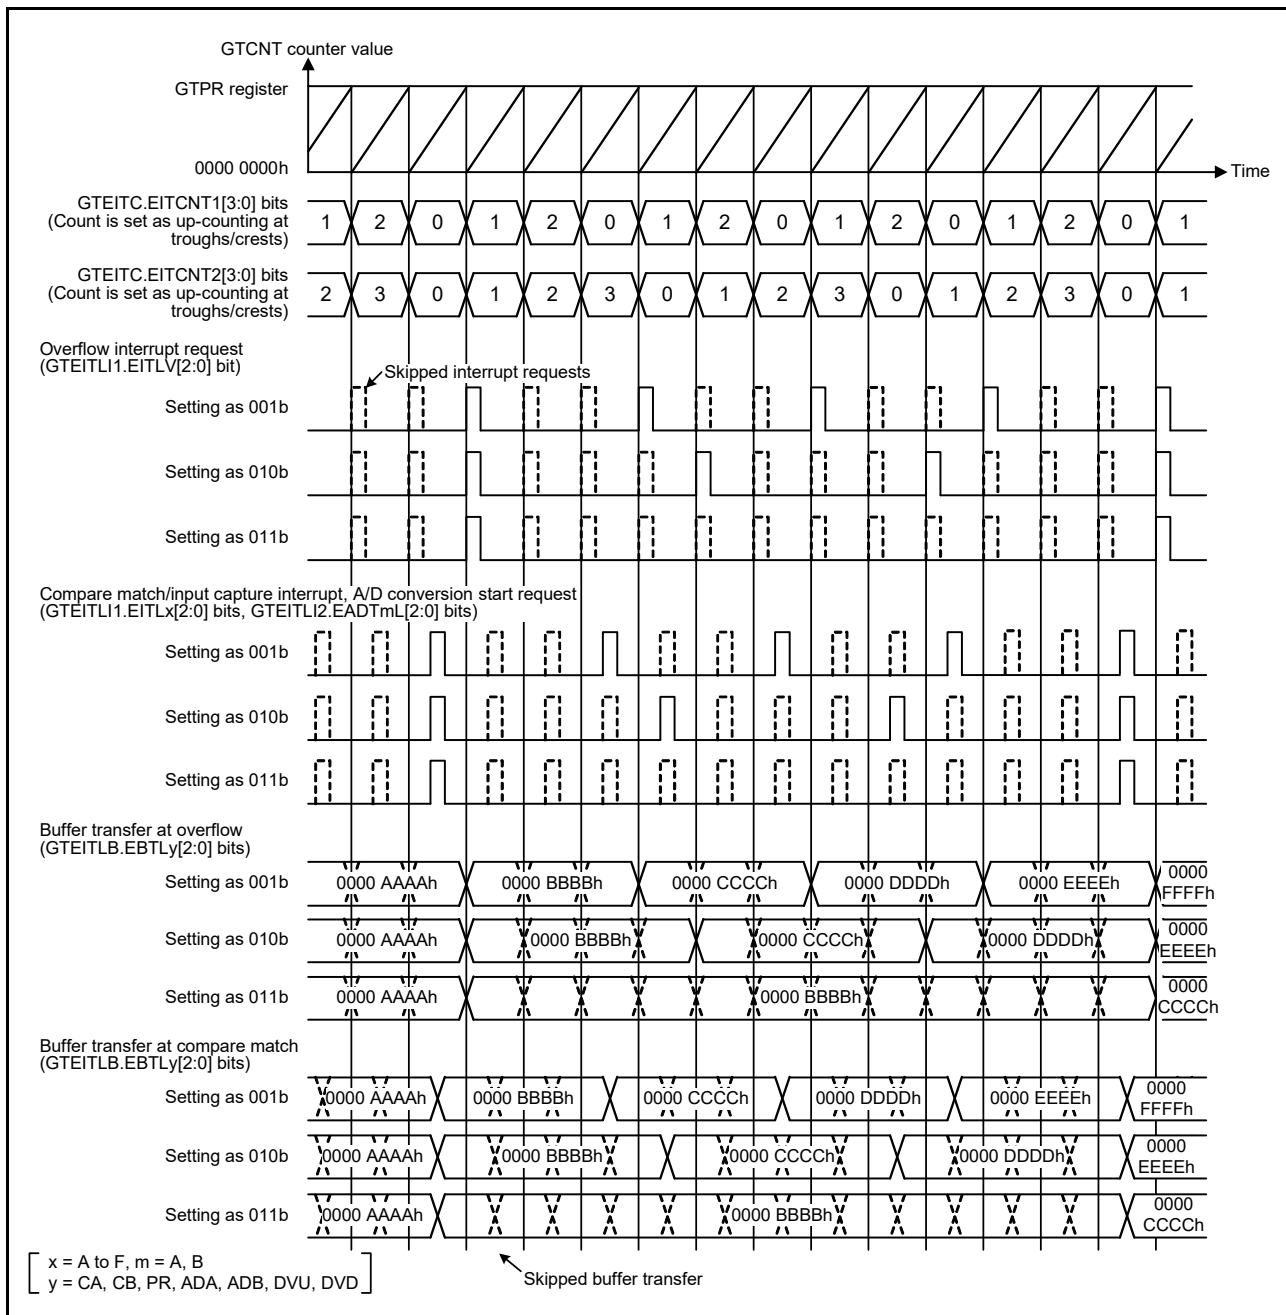 GTCNT counter value
GTPR register
0000 0000h
Time
GTEITC.EITCNT1[3:0] bits
(Count is set as up-counting at
troughs/crests)
1 2 0 1 2 0 1 2 0 1 2 0 1 2 0 1
GTEITC.EITCNT2[3:0] bits
(Count is set as up-counting at
troughs/crests)
2 3 0 1 2 3 0 1 2 3 0 1 2 3 0 1
Overflow interrupt request
(GTEITLI1.EITLV[2:0] bit)
Skipped interrupt requests
Setting as 001b
Setting as 010b
Setting as 011b
Compare match/input capture interrupt, A/D conversion start request
(GTEITLI1.EITLx[2:0] bits, GTEITLI2.EADTmL[2:0] bits)
Setting as 001b
Setting as 010b
Setting as 011b
Buffer transfer at overflow
(GTEITLB.EBTLy[2:0] bits)
Setting as 001b 0000 AAAAh 0000 BBBBh 0000 CCCCh 0000 DDDDh 0000 EEEEh 0000
FFFFh
Setting as 010b 0000 AAAAh 0000 BBBBh 0000 CCCCh 0000 DDDDh 0000
EEEEh
Setting as 011b 0000 AAAAh 0000 BBBBh 0000
CCCCh
Buffer transfer at compare match
(GTEITLB.EBTLy[2:0] bits)
Setting as 001b 0000 AAAAh 0000 BBBBh 0000 CCCCh 0000 DDDDh 0000 EEEEh 0000
FFFFh
Setting as 010b 0000 AAAAh 0000 BBBBh 0000 CCCCh 0000 DDDDh 0000
EEEEh
Setting as 011b 0000 AAAAh 0000 BBBBh 0000
CCCCh
x = A to F, m = A, B
y = CA, CB, PR, ADA, ADB, DVU, DVD
Skipped buffer transfer